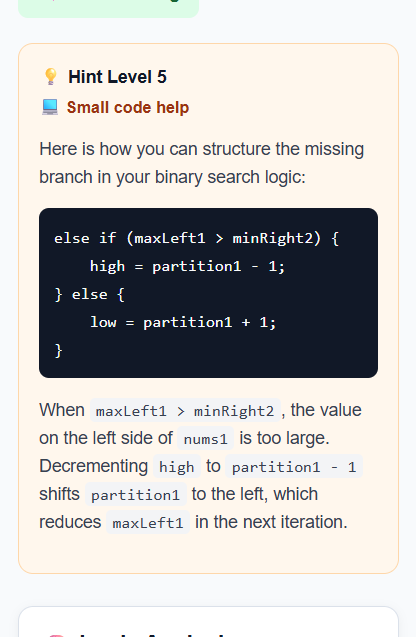 Hint Level 5
Small code help
Here is how you can structure the missing
branch in your binary search logic:
else if (maxLeft1 > minRight2) {
    high = partition1 - 1;
} else {
    low = partition1 + 1;
}
When maxLeft1 > minRight2 , the value
on the left side of nums1 is too large.
Decrementing high to partition1 - 1
shifts partition1 to the left, which
reduces maxLeft1 in the next iteration.